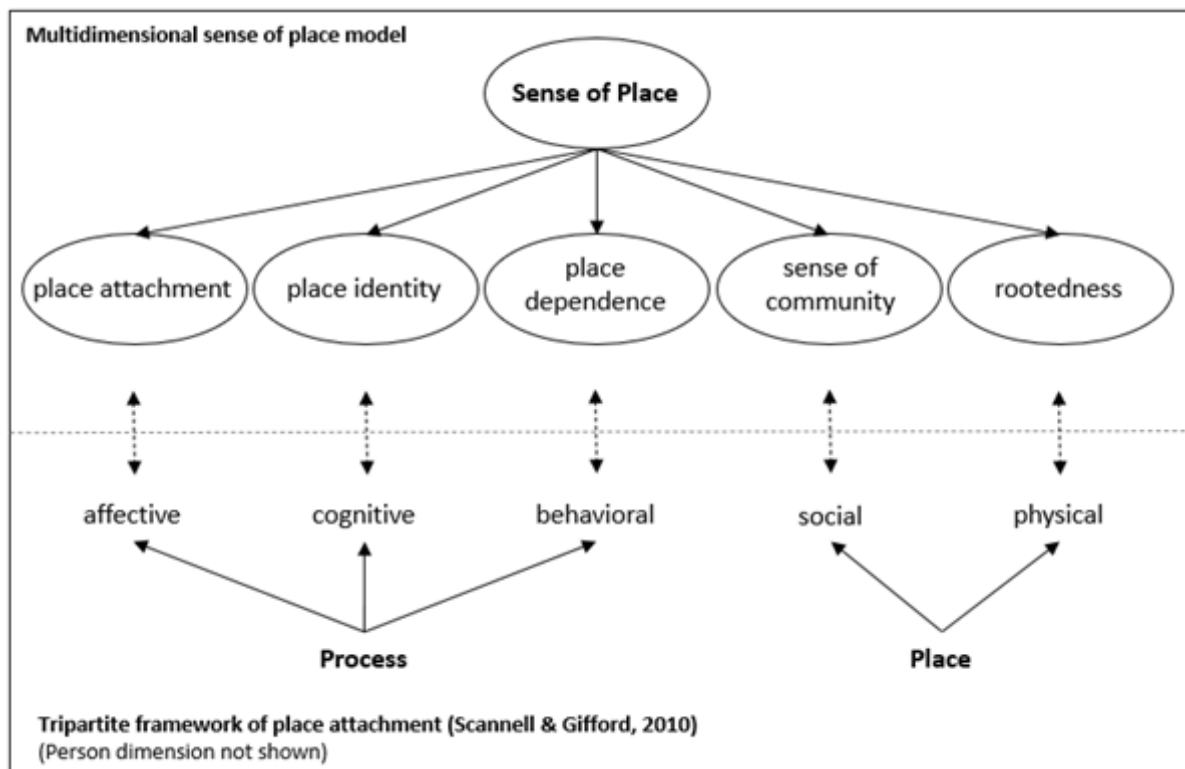 Multidimensional sense of place model
Sense of Place
place attachment
place identity
place
dependence
sense of
community
rootedness
affective
cognitive
behavioral
social
physical
Process
Place
Tripartite framework of place attachment (Scannell & Gifford, 2010)
(Person dimension not shown)